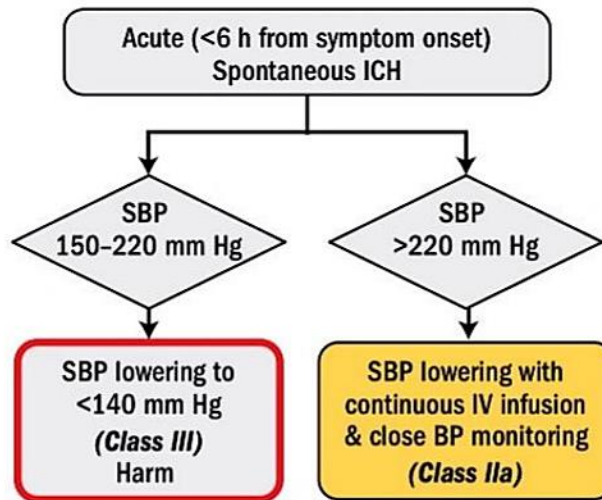 Acute (<6 h from symptom onset)
Spontaneous ICH
SBP
150–220 mm Hg
SBP
>220 mm Hg
SBP lowering to
<140 mm Hg
(Class III)
Harm
SBP lowering with
continuous IV infusion
& close BP monitoring
(Class IIa)